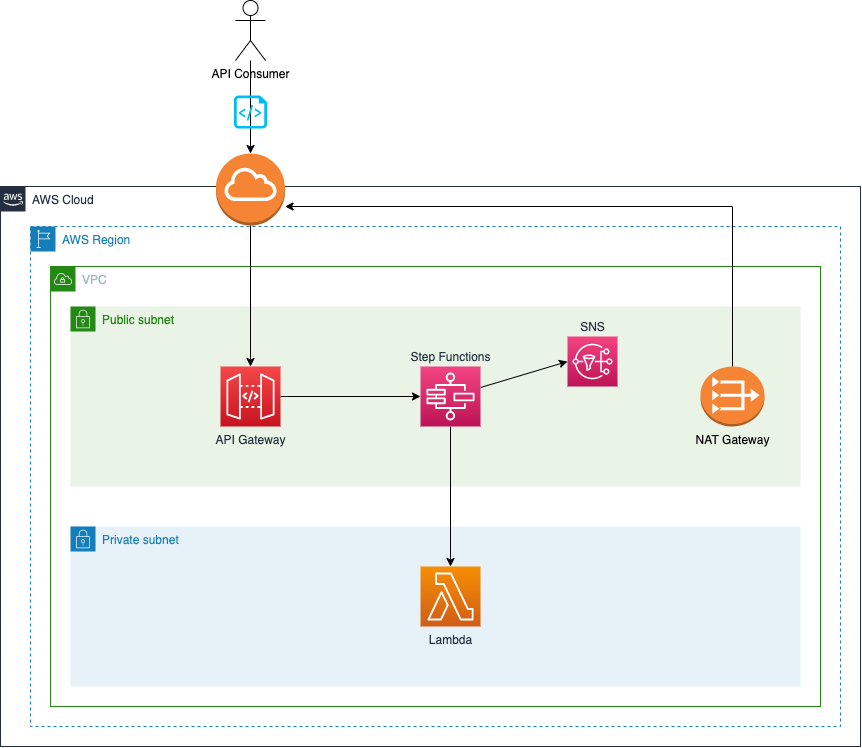 API Consumer
</>
aws
AWS Cloud
AWS Region
VPC
Public subnet
SNS
Step Functions
</>
API Gateway
NAT Gateway
Private subnet
Lambda